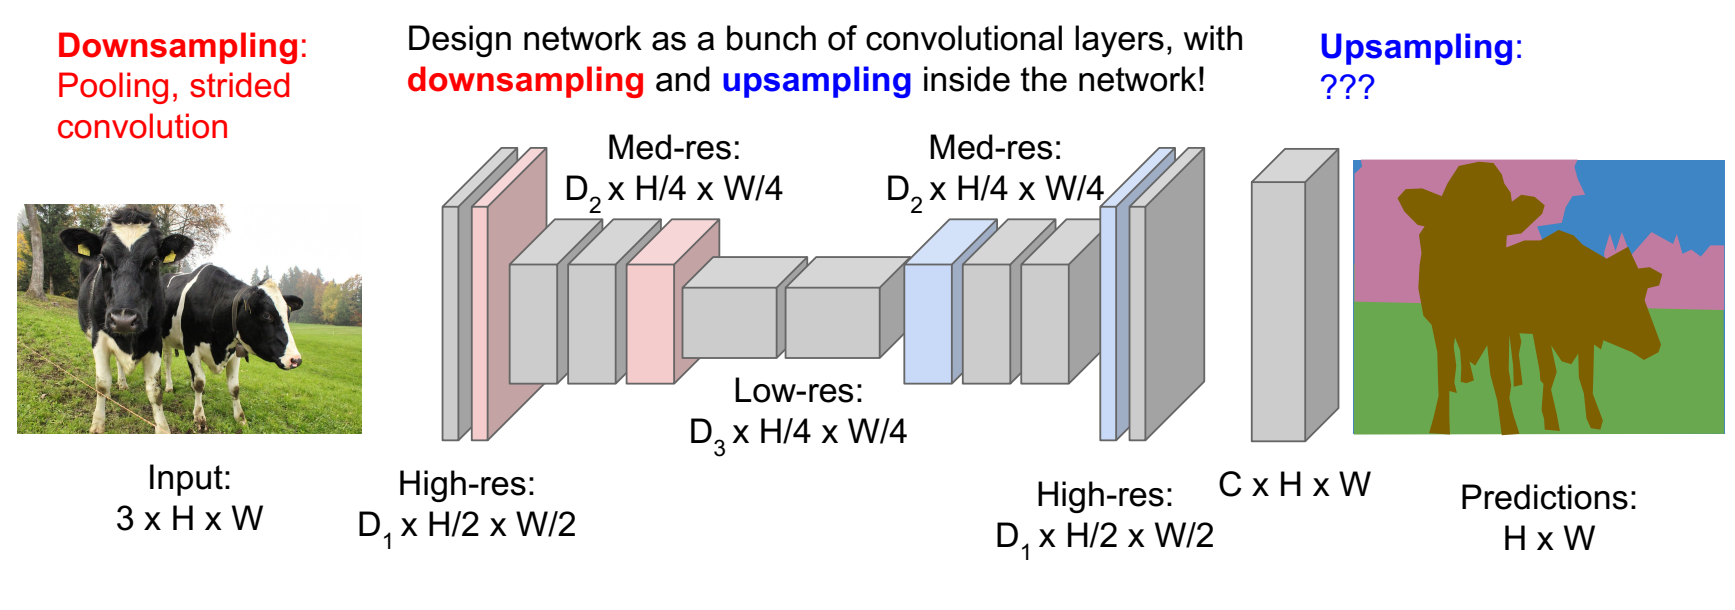 Downsampling:
Pooling, strided
convolution
Design network as a bunch of convolutional layers, with
downsampling and upsampling inside the network!
Upsampling:
???
Med-res:
D2 x H/4 x W/4
Med-res:
D2 x H/4 x W/4
Low-res:
D3 x H/4 x W/4
Input:
3 x H x W
High-res:
D1 x H/2 x W/2
High-res:
D1 x H/2 x W/2
C x H x W
Predictions:
H x W